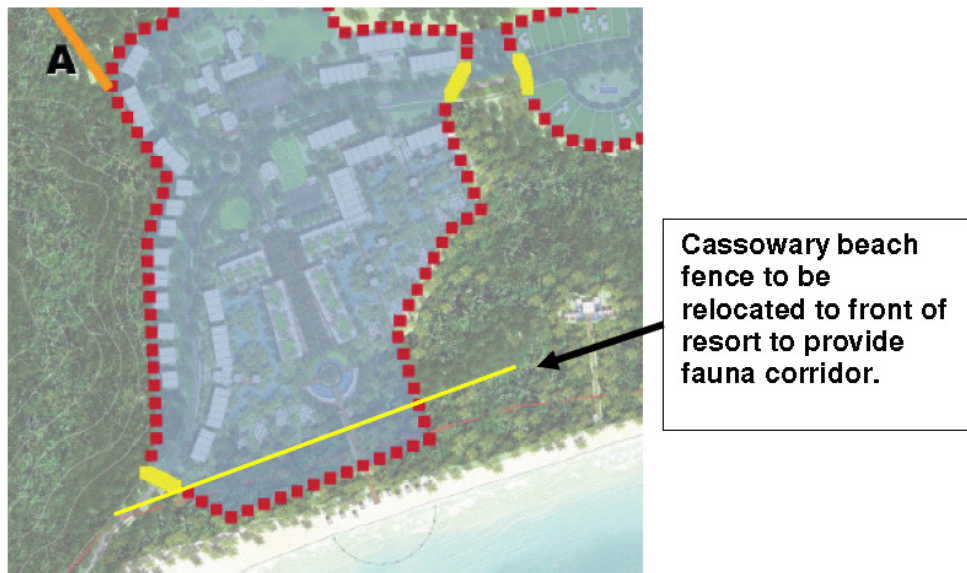 A
Cassowary beach
fence to be
relocated to front of
resort to provide
fauna corridor.